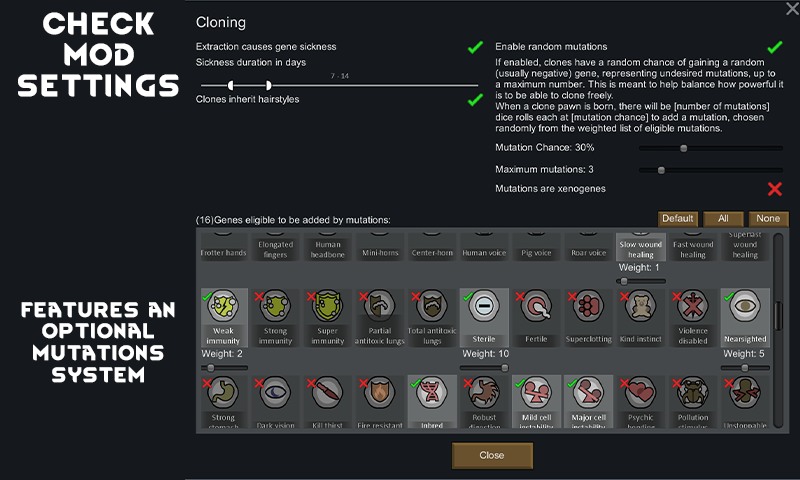 CHECK
MOD
SETTINGS
FEATURES AN
OPTIONAL
MUTATIONS
SYSTEM
Cloning
Extraction causes gene sickness
Sickness duration in days
7 - 14
Clones inherit hairstyles
Enable random mutations
If enabled, clones have a random chance of gaining a random
(usually negative) gene, representing undesired mutations, up to
a maximum number. This is meant to help balance how powerful it
is to be able to clone freely.
When a clone pawn is born, there will be [number of mutations]
dice rolls each at [mutation chance] to add a mutation, chosen
randomly from the weighted list of eligible mutations.
Mutation Chance: 30%
Maximum mutations: 3
Mutations are xenogenes
(16)Genes eligible to be added by mutations:
Default All None
Trotter hands Elongated fingers Human headbone Mini-horns Center-horn Human voice Pig voice Roar voice Slow wound healing Fast wound healing Superfast wound healing
Weight: 1
Weak immunity Strong immunity Super immunity Partial antitoxic lungs Total antitoxic lungs Sterile Fertile Superclotting Kind instinct Violence disabled Nearsighted
Weight: 2 Weight: 10 Weight: 5
Strong stomach Dark vision Kill thirst Fire resistant Inbred Robust digestion Mild cell instability Major cell instability Psychic bonding Pollution stimulus Unstoppable
Close